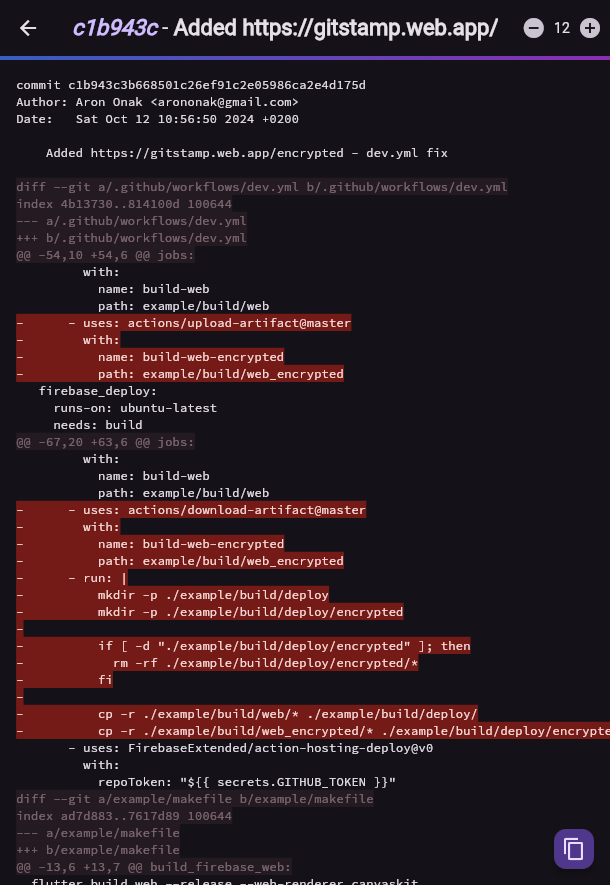 c1b943c - Added https://gitstamp.web.app/ 12
commit c1b943c3b668501c26ef91c2e05986ca2e4d175d
Author: Aron Onak <arononak@gmail.com>
Date:   Sat Oct 12 10:56:50 2024 +0200
    Added https://gitstamp.web.app/encrypted - dev.yml fix
diff --git a/.github/workflows/dev.yml b/.github/workflows/dev.yml
index 4b13730..814100d 100644
--- a/.github/workflows/dev.yml
+++ b/.github/workflows/dev.yml
@@ -54,10 +54,6 @@ jobs:
         with:
           name: build-web
           path: example/build/web
-      - uses: actions/upload-artifact@master
-        with:
-          name: build-web-encrypted
-          path: example/build/web_encrypted
   firebase_deploy:
     runs-on: ubuntu-latest
     needs: build
@@ -67,20 +63,6 @@ jobs:
         with:
           name: build-web
           path: example/build/web
-      - uses: actions/download-artifact@master
-        with:
-          name: build-web-encrypted
-          path: example/build/web_encrypted
-      - run: |
-          mkdir -p ./example/build/deploy
-          mkdir -p ./example/build/deploy/encrypted
-
-          if [ -d "./example/build/deploy/encrypted" ]; then
-            rm -rf ./example/build/deploy/encrypted/*
-          fi
-
-          cp -r ./example/build/web/* ./example/build/deploy/
-          cp -r ./example/build/web_encrypted/* ./example/build/deploy/encrypte
       - uses: FirebaseExtended/action-hosting-deploy@v0
         with:
           repoToken: "${{ secrets.GITHUB_TOKEN }}"
diff --git a/example/makefile b/example/makefile
index ad7d883..7617d89 100644
--- a/example/makefile
+++ b/example/makefile
@@ -13,6 +13,7 @@ build_firebase_web:
  flutter build web --release --web-renderer canvaskit